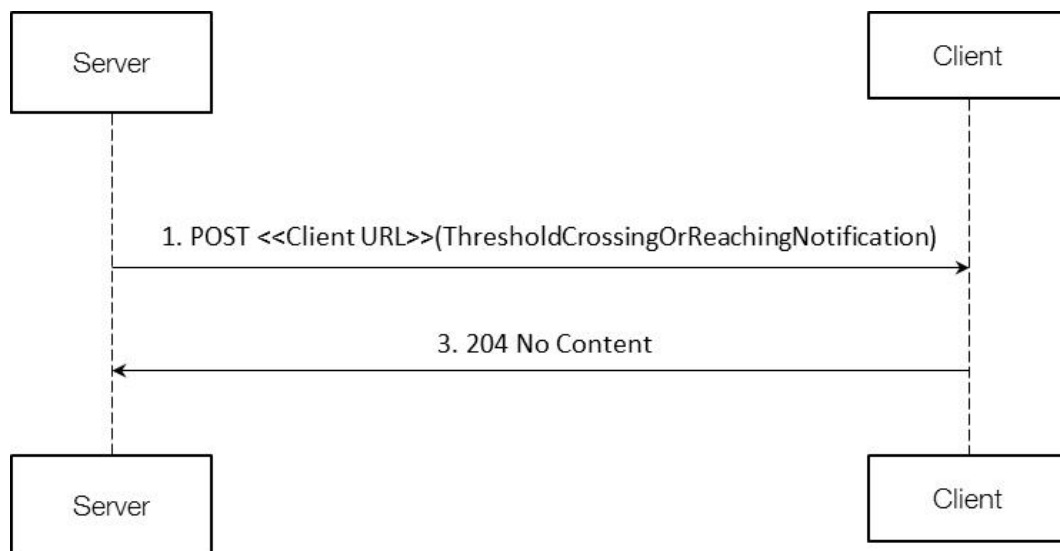 Server
Client
1. POST <<Client URL>>(ThresholdCrossingOrReachingNotification)
3. 204 No Content
Server
Client